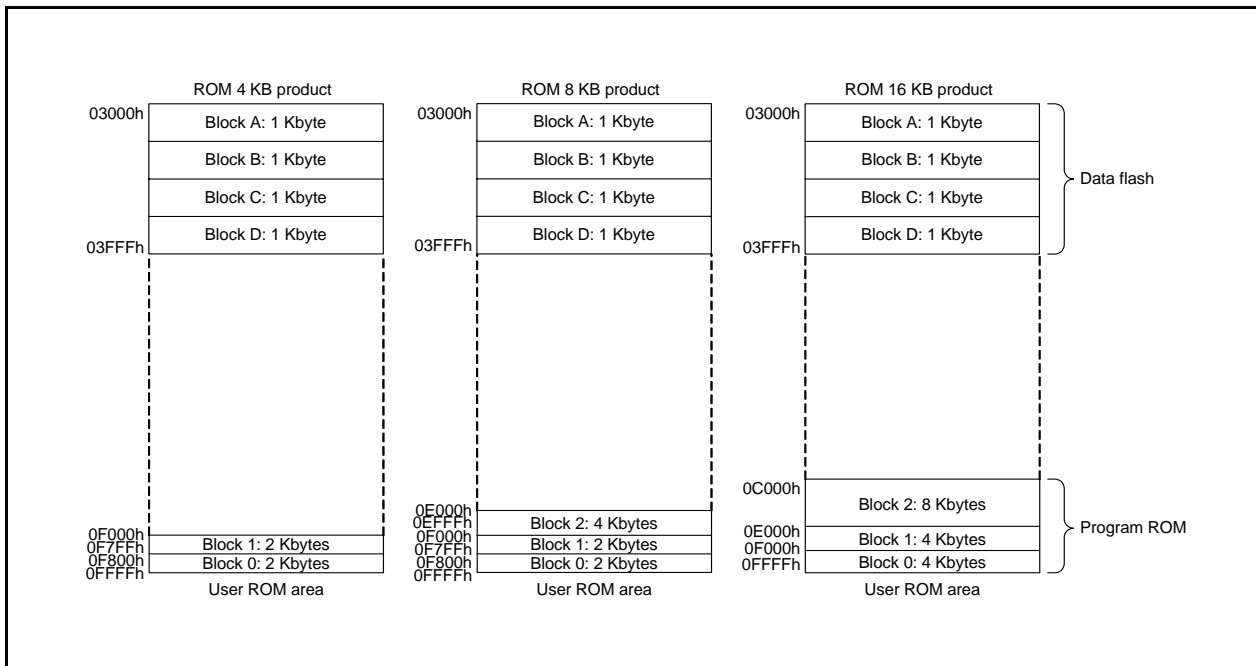 ROM 4 KB product
03000h
Block A: 1 Kbyte
Block B: 1 Kbyte
Block C: 1 Kbyte
Block D: 1 Kbyte
03FFFh
0F000h
0F7FFh
Block 1: 2 Kbytes
0F800h
Block 0: 2 Kbytes
0FFFFh
User ROM area
ROM 8 KB product
03000h
Block A: 1 Kbyte
Block B: 1 Kbyte
Block C: 1 Kbyte
Block D: 1 Kbyte
03FFFh
0E000h
0EFFFh
Block 2: 4 Kbytes
0F000h
0F7FFh
Block 1: 2 Kbytes
0F800h
Block 0: 2 Kbytes
0FFFFh
User ROM area
ROM 16 KB product
03000h
Block A: 1 Kbyte
Block B: 1 Kbyte
Block C: 1 Kbyte
Block D: 1 Kbyte
03FFFh
Data flash
0C000h
Block 2: 8 Kbytes
0E000h
Block 1: 4 Kbytes
0F000h
Block 0: 4 Kbytes
0FFFFh
Program ROM
User ROM area